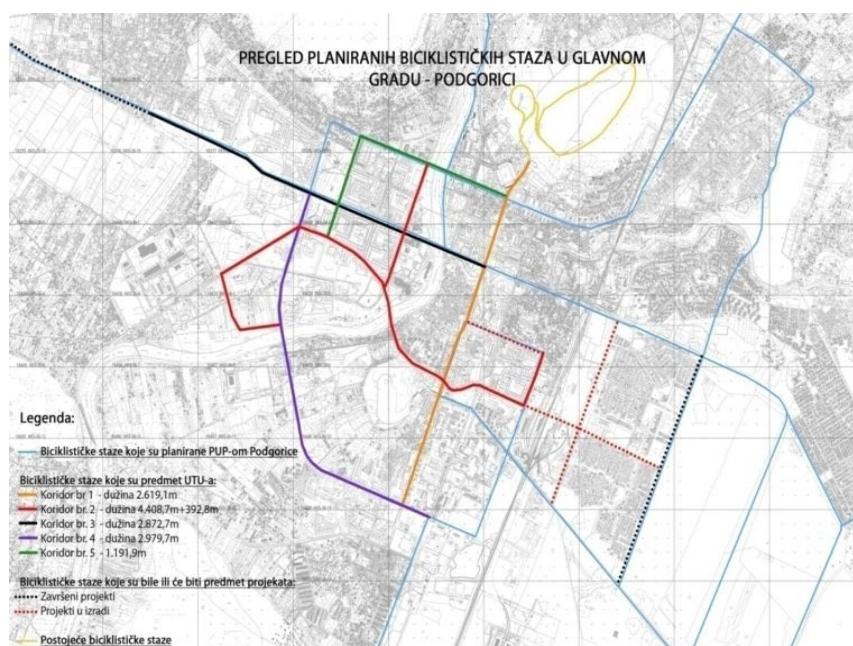 PREGLED PLANIRANIH BICIKLISTIČKIH STAZA U GLAVNOM
GRADU - PODGORICI
Legenda:
Biciklističke staze koje su planirane PUP-om Podgorice
Biciklističke staze koje su predmet UTU-a:
Koridor br 1 - dužina 2.619,1m
Koridor br. 2 - dužina 4.408,7m+392,8m
Koridor br. 3 - dužina 2.872,7m
Koridor br. 4 - dužina 2.979,7m
Koridor br. 5 - 1.191,9m
Biciklističke staze koje su bile ili će biti predmet projekata:
Završeni projekti
Projekti u izradi
Postojeće biciklističke staze